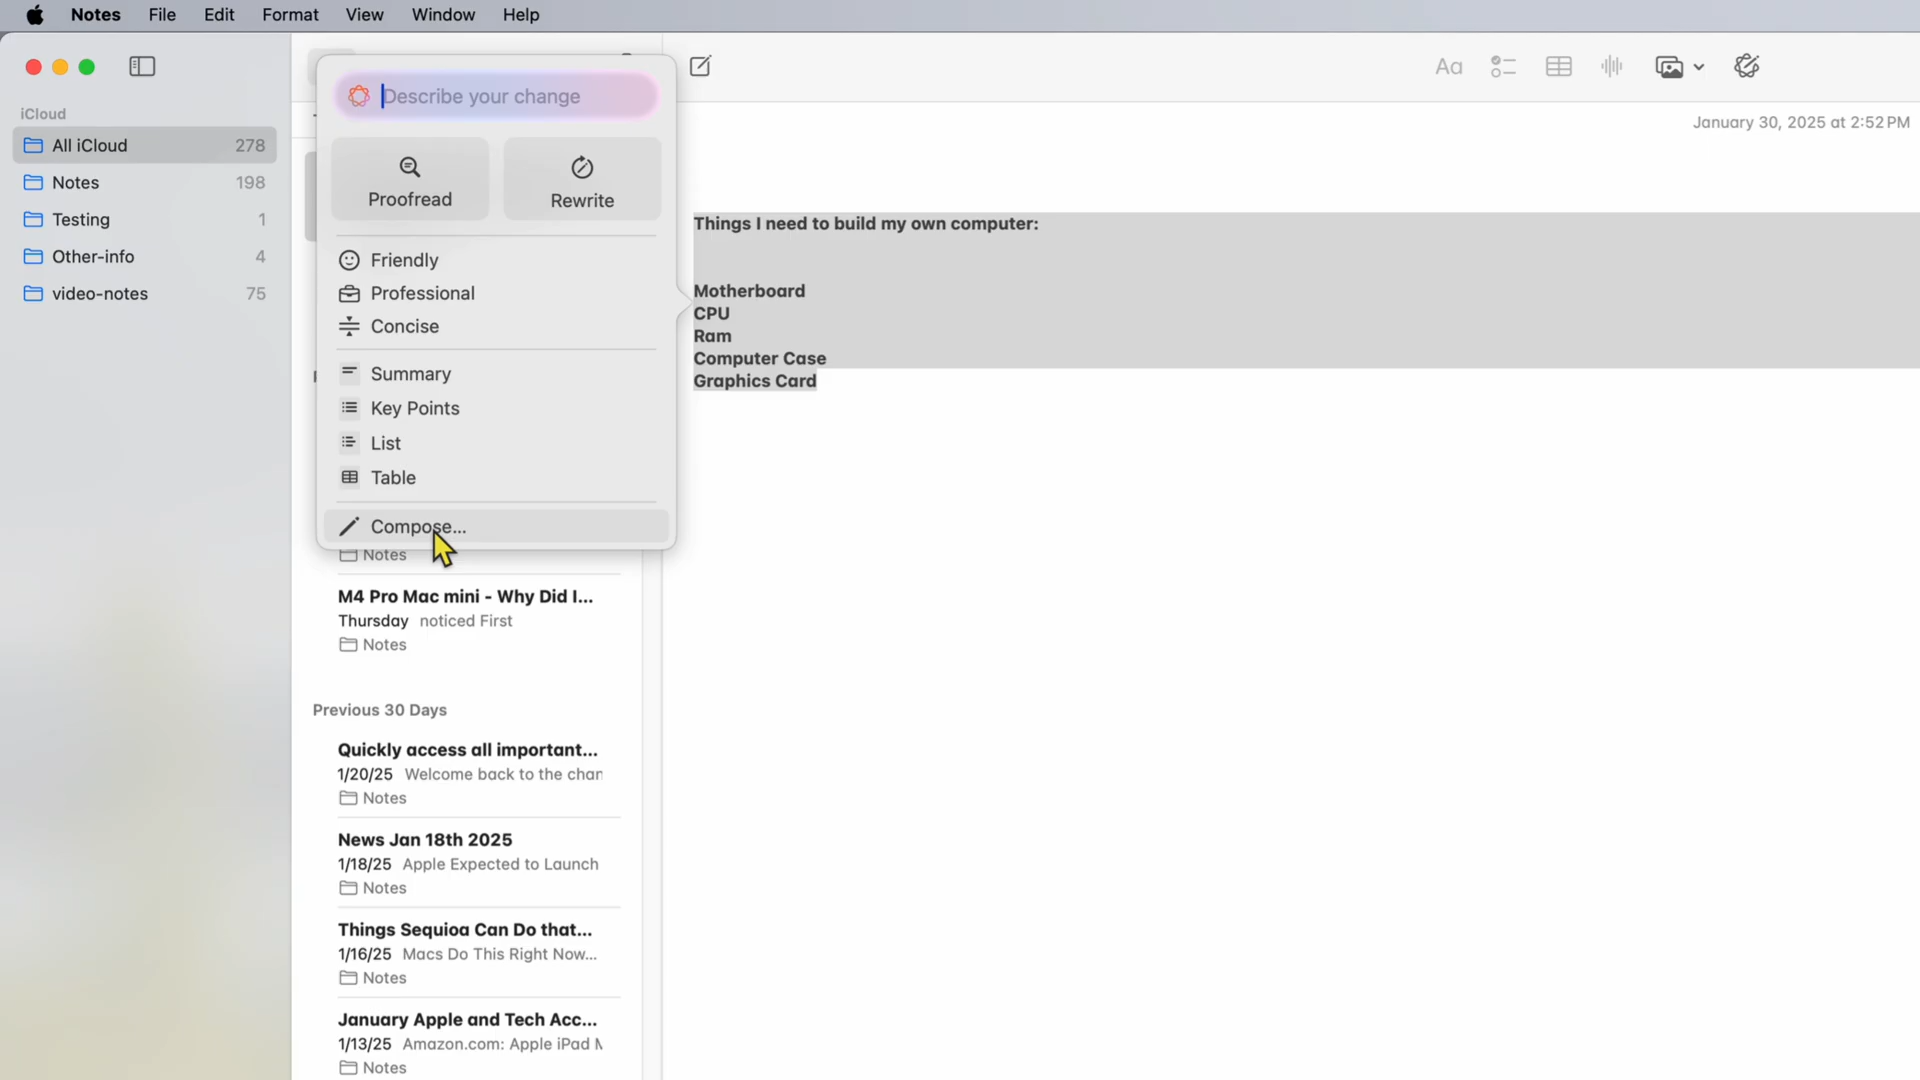 Notes File Edit Format View Window Help
iCloud
All iCloud 278
Notes 198
Testing 1
Other-info 4
video-notes 75
Describe your change
Proofread
Rewrite
Friendly
Professional
Concise
Summary
Key Points
List
Table
Compose...
Notes
M4 Pro Mac mini - Why Did I...
Thursday noticed First
Notes
Previous 30 Days
Quickly access all important...
1/20/25 Welcome back to the chan
Notes
News Jan 18th 2025
1/18/25 Apple Expected to Launch
Notes
Things Sequioa Can Do that...
1/16/25 Macs Do This Right Now...
Notes
January Apple and Tech Acc...
1/13/25 Amazon.com: Apple iPad
Notes
Aa
January 30, 2025 at 2:52 PM
Things I need to build my own computer:
Motherboard
CPU
Ram
Computer Case
Graphics Card